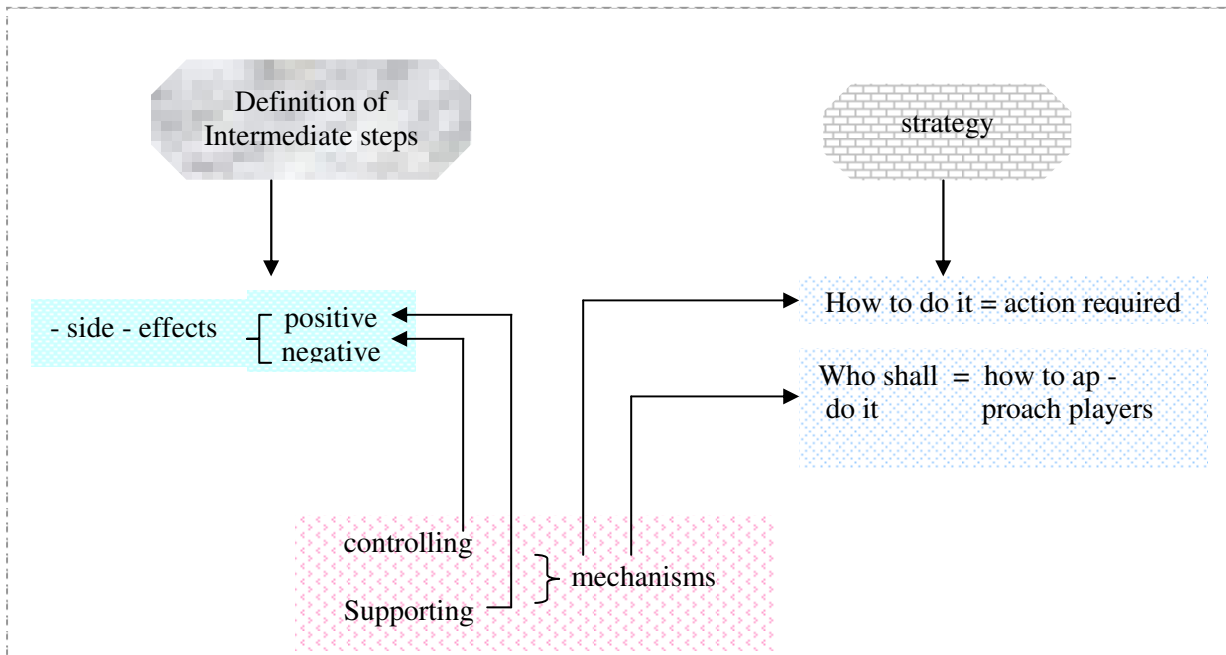 Definition of
Intermediate steps
strategy
- side - effects
positive
negative
How to do it = action required
Who shall = how to ap -
do it proach players
controlling
mechanisms
Supporting